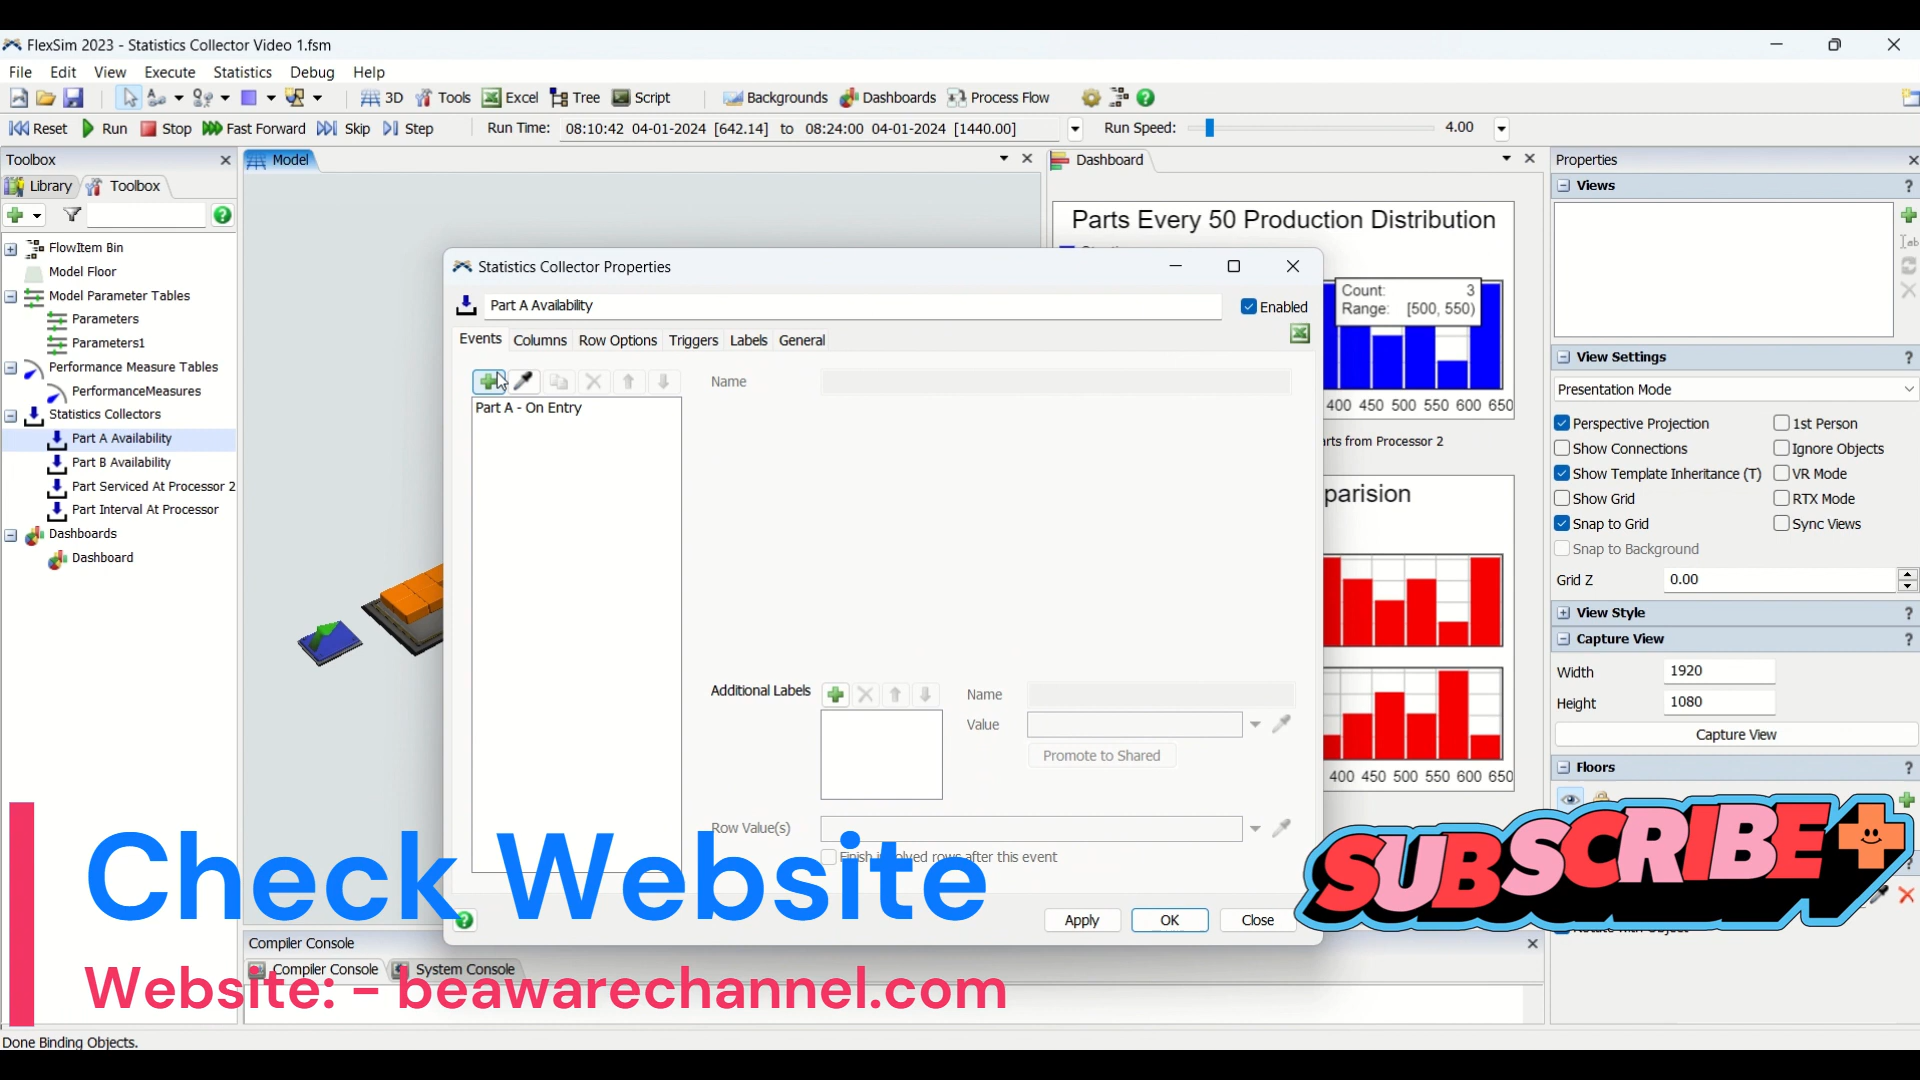 FlexSim 2023 - Statistics Collector Video 1.fsm
File Edit View Execute Statistics Debug Help
3D Tools Excel Tree Script Backgrounds Dashboards Process Flow
Reset Run Stop Fast Forward Skip Step Run Time: 08:10:42 04-01-2024 [642.14] to 08:24:00 04-01-2024 [1440.00] Run Speed: 4.00
Toolbox
Library Toolbox
FlowItem Bin
Model Floor
Model Parameter Tables
Parameters
Parameters1
Performance Measure Tables
PerformanceMeasures
Statistics Collectors
Part A Availability
Part B Availability
Part Serviced At Processor 2
Part Interval At Processor
Dashboards
Dashboard
Model
Statistics Collector Properties
Part A Availability
Enabled
Events Columns Row Options Triggers Labels General
Name
Part A - On Entry
Additional Labels
Name
Value
Promote to Shared
Row Value(s)
Finish involved rows after this event
Apply OK Close
Dashboard
Parts Every 50 Production Distribution
Count: 3
Range: [500, 550)
400 450 500 550 600 650
arts from Processor 2
parision
400 450 500 550 600 650
Properties
Views
View Settings
Presentation Mode
Perspective Projection 1st Person
Show Connections Ignore Objects
Show Template Inheritance (T) VR Mode
Show Grid RTX Mode
Snap to Grid Sync Views
Snap to Background
Grid Z 0.00
View Style
Capture View
Width 1920
Height 1080
Capture View
Floors
SUBSCRIBE
Check Website
Website: - beawarechannel.com
Compiler Console
Compiler Console System Console
Done Binding Objects.